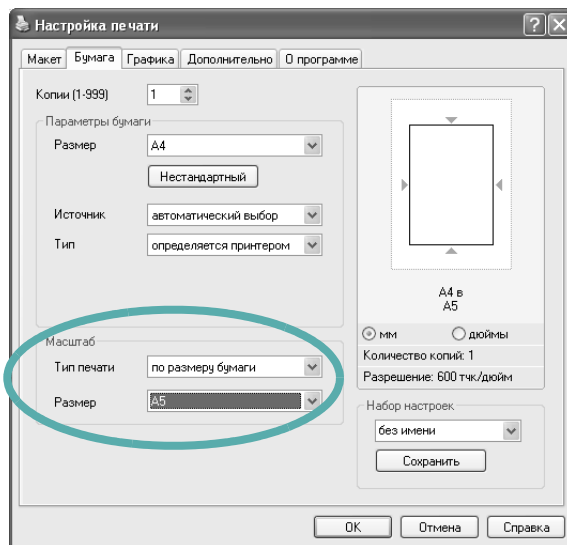 Настройка печати
Макет Бумага Графика Дополнительно О программе
Копии (1-999) 1
Параметры бумаги
Размер A4
Нестандартный
Источник автоматический выбор
Тип определяется принтером
A4 в
A5
мм дюймы
Количество копий: 1
Разрешение: 600 тчк/дюйм
Масштаб
Тип печати по размеру бумаги
Размер A5
Набор настроек
без имени
Сохранить
OK Отмена Справка